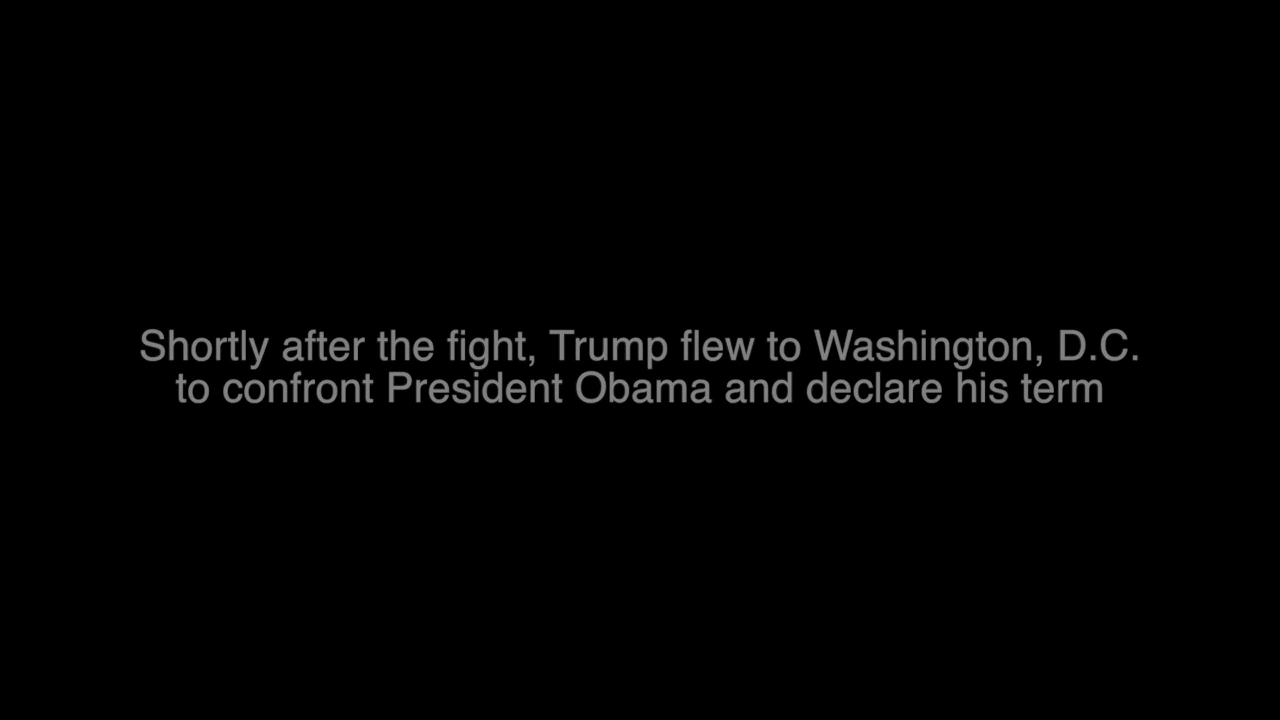 Shortly after the fight, Trump flew to Washington, D.C.
to confront President Obama and declare his term